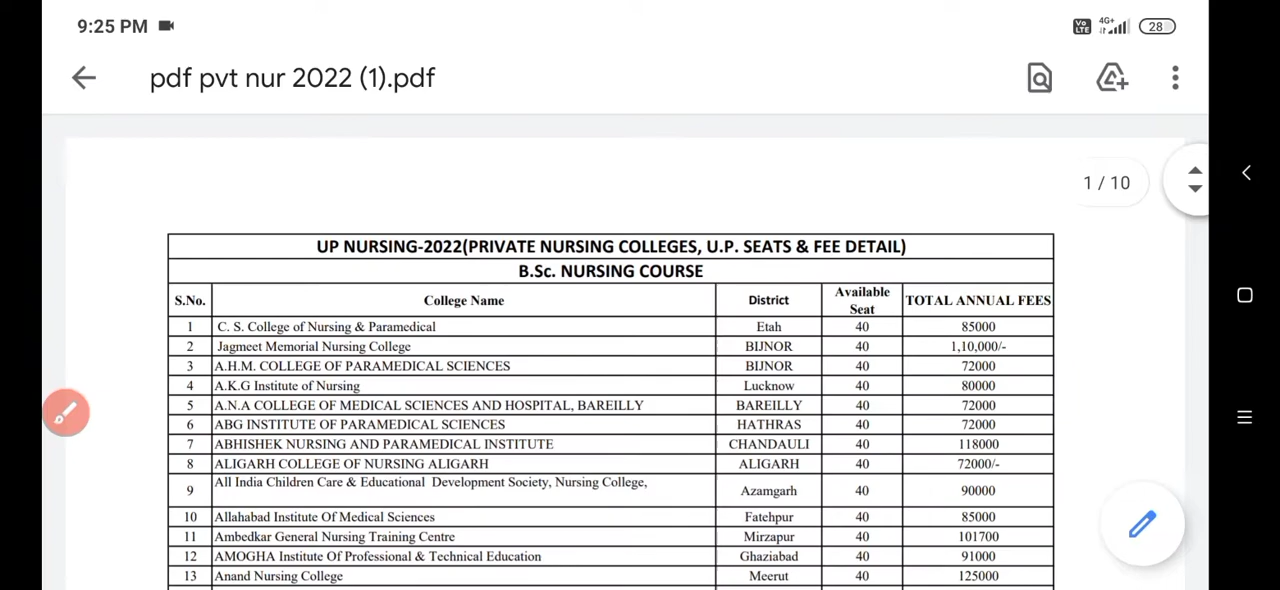 9:25 PM
Vo LTE 4G+ 28
pdf pvt nur 2022 (1).pdf
1 / 10
UP NURSING-2022(PRIVATE NURSING COLLEGES, U.P. SEATS & FEE DETAIL)
B.Sc. NURSING COURSE
S.No. College Name District Available Seat TOTAL ANNUAL FEES
1 C. S. College of Nursing & Paramedical Etah 40 85000
2 Jagmeet Memorial Nursing College BIJNOR 40 1,10,000/-
3 A.H.M. COLLEGE OF PARAMEDICAL SCIENCES BIJNOR 40 72000
4 A.K.G Institute of Nursing Lucknow 40 80000
5 A.N.A COLLEGE OF MEDICAL SCIENCES AND HOSPITAL, BAREILLY BAREILLY 40 72000
6 ABG INSTITUTE OF PARAMEDICAL SCIENCES HATHRAS 40 72000
7 ABHISHEK NURSING AND PARAMEDICAL INSTITUTE CHANDAULI 40 118000
8 ALIGARH COLLEGE OF NURSING ALIGARH ALIGARH 40 72000/-
9 All India Children Care & Educational Development Society, Nursing College, Azamgarh 40 90000
10 Allahabad Institute Of Medical Sciences Fatehpur 40 85000
11 Ambedkar General Nursing Training Centre Mirzapur 40 101700
12 AMOGHA Institute Of Professional & Technical Education Ghaziabad 40 91000
13 Anand Nursing College Meerut 40 125000